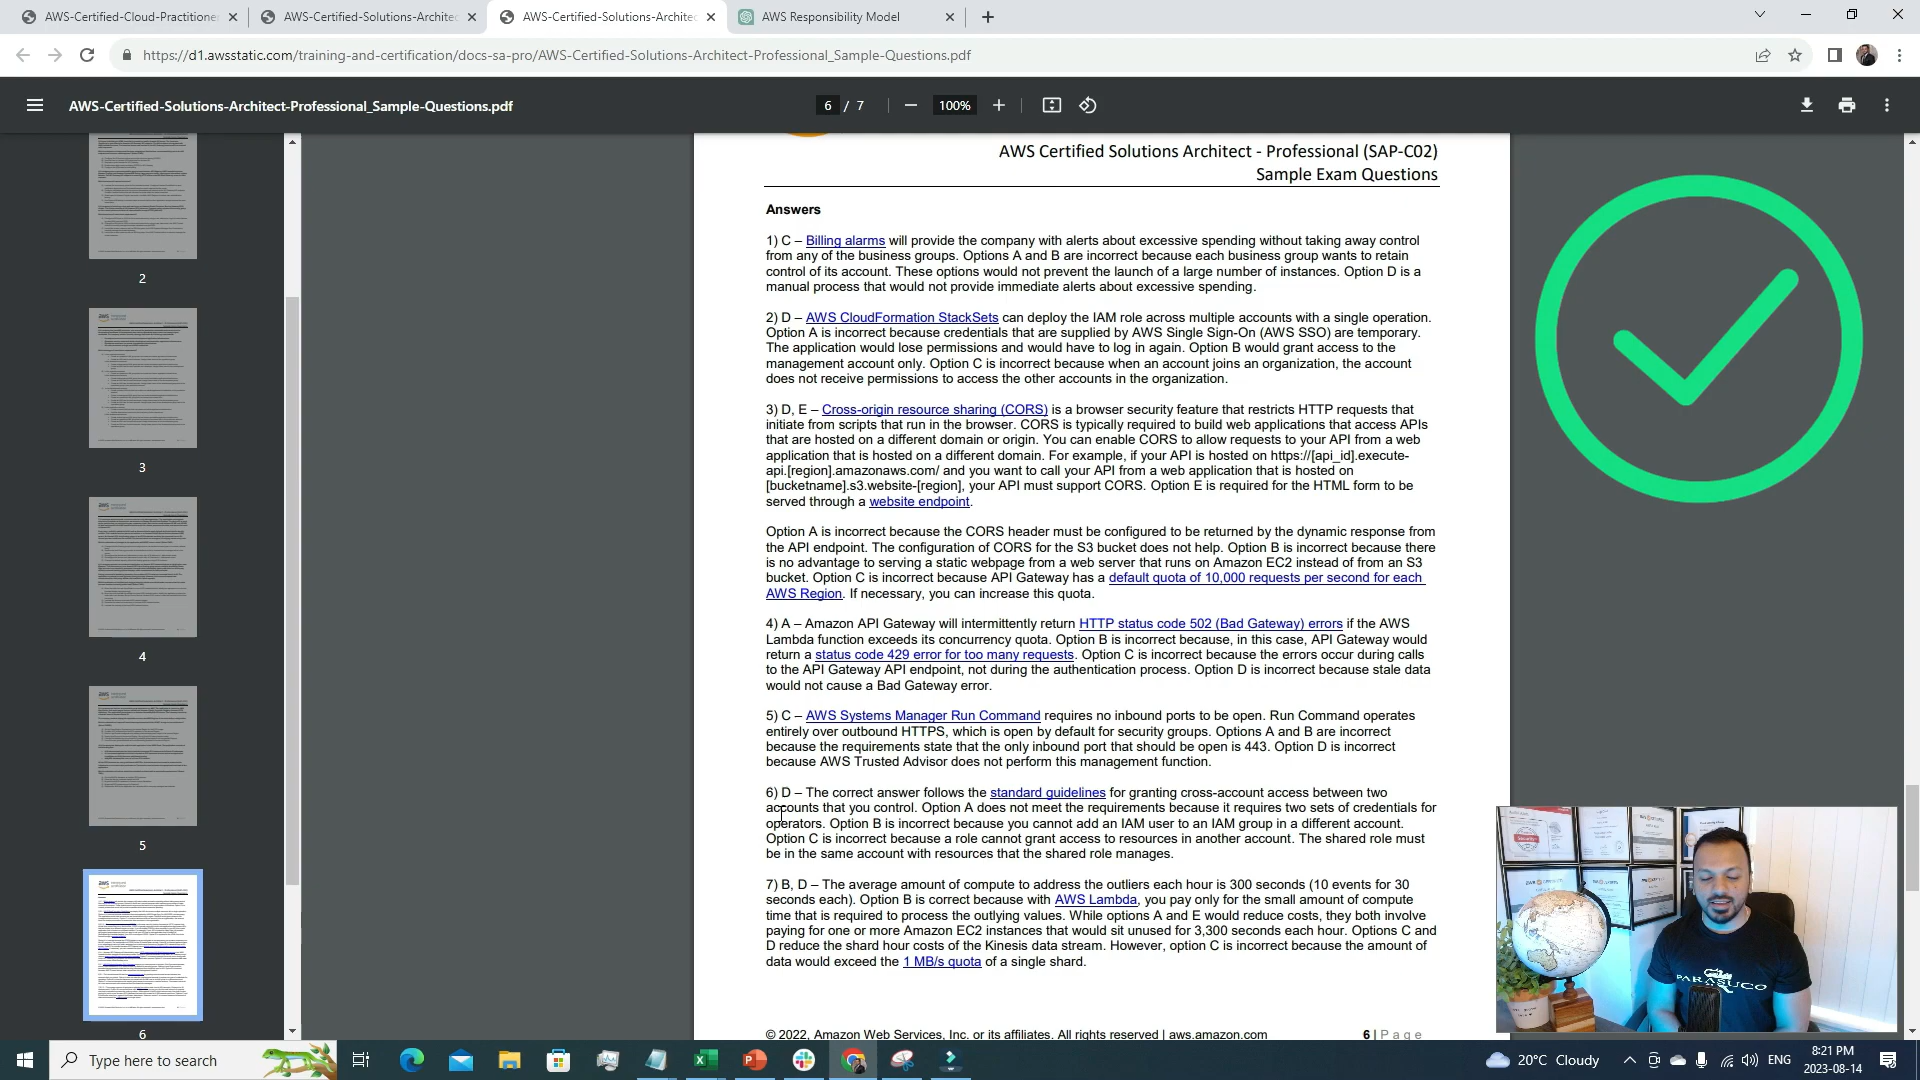 AWS-Certified-Cloud-Practitioner
AWS-Certified-Solutions-Architec
AWS-Certified-Solutions-Architec
AWS Responsibility Model
https://d1.awsstatic.com/training-and-certification/docs-sa-pro/AWS-Certified-Solutions-Architect-Professional_Sample-Questions.pdf
AWS-Certified-Solutions-Architect-Professional_Sample-Questions.pdf
6 / 7
100%
2
3
4
5
6
AWS Certified Solutions Architect - Professional (SAP-C02)
Sample Exam Questions
Answers
1) C – Billing alarms will provide the company with alerts about excessive spending without taking away control
from any of the business groups. Options A and B are incorrect because each business group wants to retain
control of its account. These options would not prevent the launch of a large number of instances. Option D is a
manual process that would not provide immediate alerts about excessive spending.
2) D – AWS CloudFormation StackSets can deploy the IAM role across multiple accounts with a single operation.
Option A is incorrect because credentials that are supplied by AWS Single Sign-On (AWS SSO) are temporary.
The application would lose permissions and would have to log in again. Option B would grant access to the
management account only. Option C is incorrect because when an account joins an organization, the account
does not receive permissions to access the other accounts in the organization.
3) D, E – Cross-origin resource sharing (CORS) is a browser security feature that restricts HTTP requests that
initiate from scripts that run in the browser. CORS is typically required to build web applications that access APIs
that are hosted on a different domain or origin. You can enable CORS to allow requests to your API from a web
application that is hosted on a different domain. For example, if your API is hosted on https://[api_id].execute-
api.[region].amazonaws.com/ and you want to call your API from a web application that is hosted on
[bucketname].s3.website-[region], your API must support CORS. Option E is required for the HTML form to be
served through a website endpoint.
Option A is incorrect because the CORS header must be configured to be returned by the dynamic response from
the API endpoint. The configuration of CORS for the S3 bucket does not help. Option B is incorrect because there
is no advantage to serving a static webpage from a web server that runs on Amazon EC2 instead of from an S3
bucket. Option C is incorrect because API Gateway has a default quota of 10,000 requests per second for each
AWS Region. If necessary, you can increase this quota.
4) A – Amazon API Gateway will intermittently return HTTP status code 502 (Bad Gateway) errors if the AWS
Lambda function exceeds its concurrency quota. Option B is incorrect because, in this case, API Gateway would
return a status code 429 error for too many requests. Option C is incorrect because the errors occur during calls
to the API Gateway API endpoint, not during the authentication process. Option D is incorrect because stale data
would not cause a Bad Gateway error.
5) C – AWS Systems Manager Run Command requires no inbound ports to be open. Run Command operates
entirely over outbound HTTPS, which is open by default for security groups. Options A and B are incorrect
because the requirements state that the only inbound port that should be open is 443. Option D is incorrect
because AWS Trusted Advisor does not perform this management function.
6) D – The correct answer follows the standard guidelines for granting cross-account access between two
accounts that you control. Option A does not meet the requirements because it requires two sets of credentials for
operators. Option B is incorrect because you cannot add an IAM user to an IAM group in a different account.
Option C is incorrect because a role cannot grant access to resources in another account. The shared role must
be in the same account with resources that the shared role manages.
7) B, D – The average amount of compute to address the outliers each hour is 300 seconds (10 events for 30
seconds each). Option B is correct because with AWS Lambda, you pay only for the small amount of compute
time that is required to process the outlying values. While options A and E would reduce costs, they both involve
paying for one or more Amazon EC2 instances that would sit unused for 3,300 seconds each hour. Options C and
D reduce the shard hour costs of the Kinesis data stream. However, option C is incorrect because the amount of
data would exceed the 1 MB/s quota of a single shard.
© 2022, Amazon Web Services, Inc. or its affiliates. All rights reserved | aws.amazon.com 6 | Page
PARASUCO
Type here to search
20°C Cloudy
ENG
8:21 PM
2023-08-14